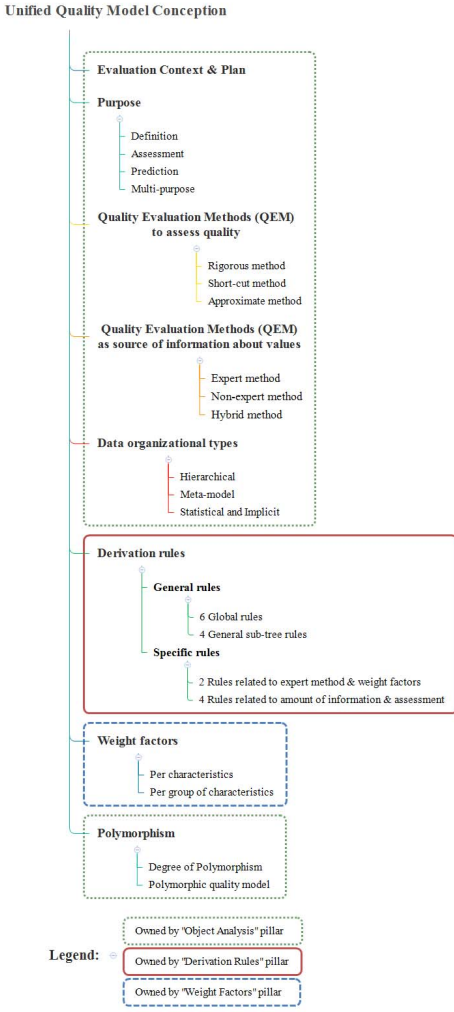 Unified Quality Model Conception
Evaluation Context & Plan
Purpose
Definition
Assessment
Prediction
Multi-purpose
Quality Evaluation Methods (QEM)
to assess quality
Rigorous method
Short-cut method
Approximate method
Quality Evaluation Methods (QEM)
as source of information about values
Expert method
Non-expert method
Hybrid method
Data organizational types
Hierarchical
Meta-model
Statistical and Implicit
Derivation rules
General rules
6 Global rules
4 General sub-tree rules
Specific rules
2 Rules related to expert method & weight factors
4 Rules related to amount of information & assessment
Weight factors
Per characteristics
Per group of characteristics
Polymorphism
Degree of Polymorphism
Polymorphic quality model
Legend:
Owned by "Object Analysis" pillar
Owned by "Derivation Rules" pillar
Owned by "Weight Factors" pillar